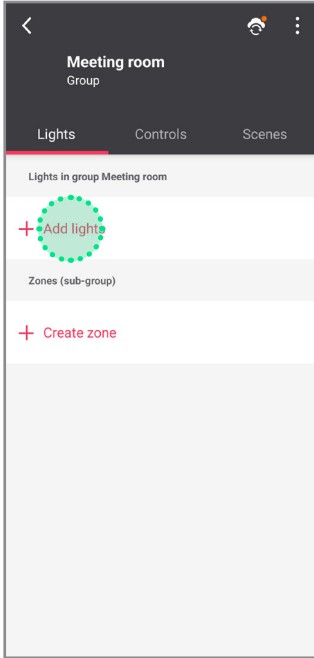 Meeting room
Group
Lights Controls Scenes
Lights in group Meeting room
Add lights
Zones (sub-group)
Create zone